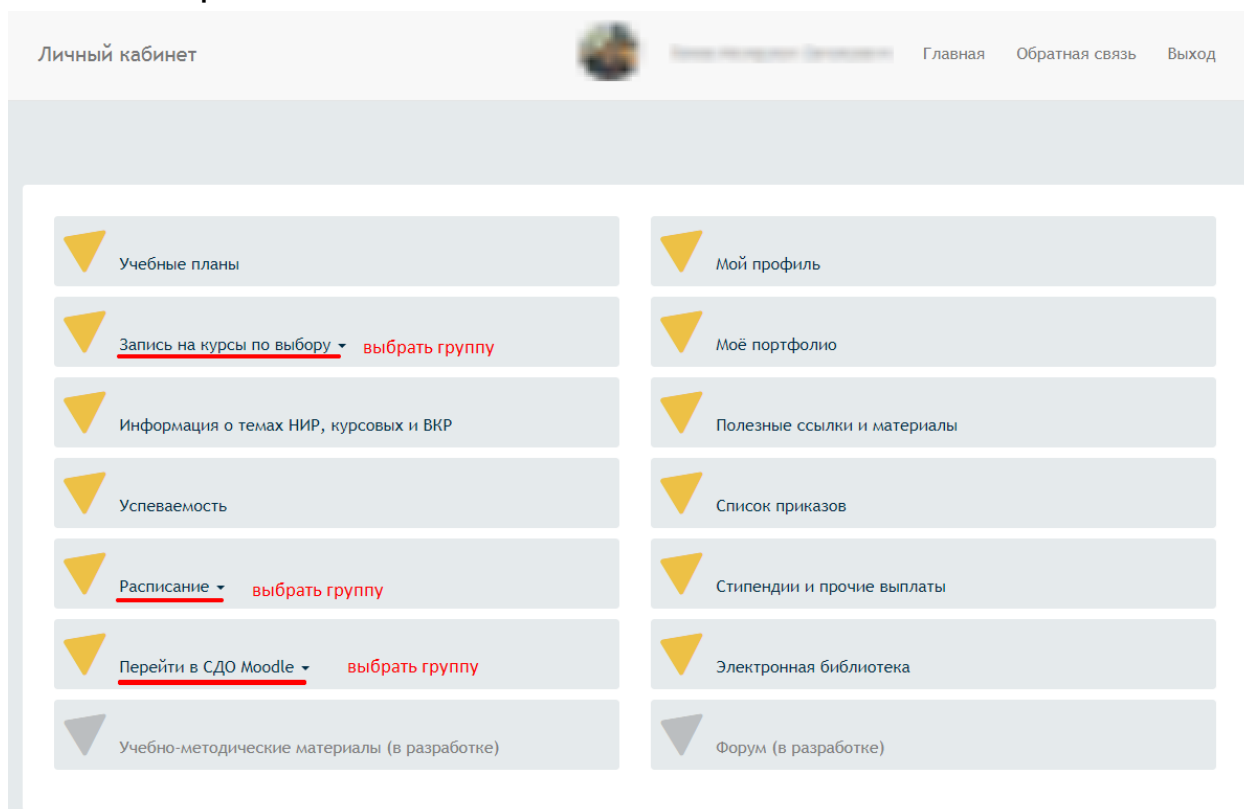 Личный кабинет
Главная Обратная связь Выход
Учебные планы
Мой профиль
Запись на курсы по выбору выбрать группу
Моё портфолио
Информация о темах НИР, курсовых и ВКР
Полезные ссылки и материалы
Успеваемость
Список приказов
Расписание выбрать группу
Стипендии и прочие выплаты
Перейти в СДО Moodle выбрать группу
Электронная библиотека
Учебно-методические материалы (в разработке)
Форум (в разработке)